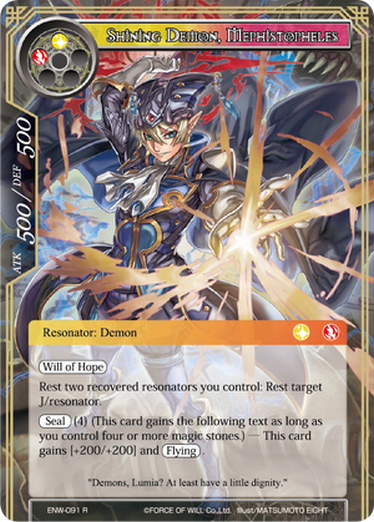 Shining Demon, Mephistopheles
ATK 500 / DEF 500
Resonator: Demon
Will of Hope
Rest two recovered resonators you control: Rest target
J/resonator.
Seal (4) (This card gains the following text as long as
you control four or more magic stones.) — This card
gains [+200/+200] and Flying.
"Demons, Lumia? At least have a little dignity."
ENW-091 R ©FORCE OF WILL Co.,Ltd. Illust/MATSUMOTO EIGHT